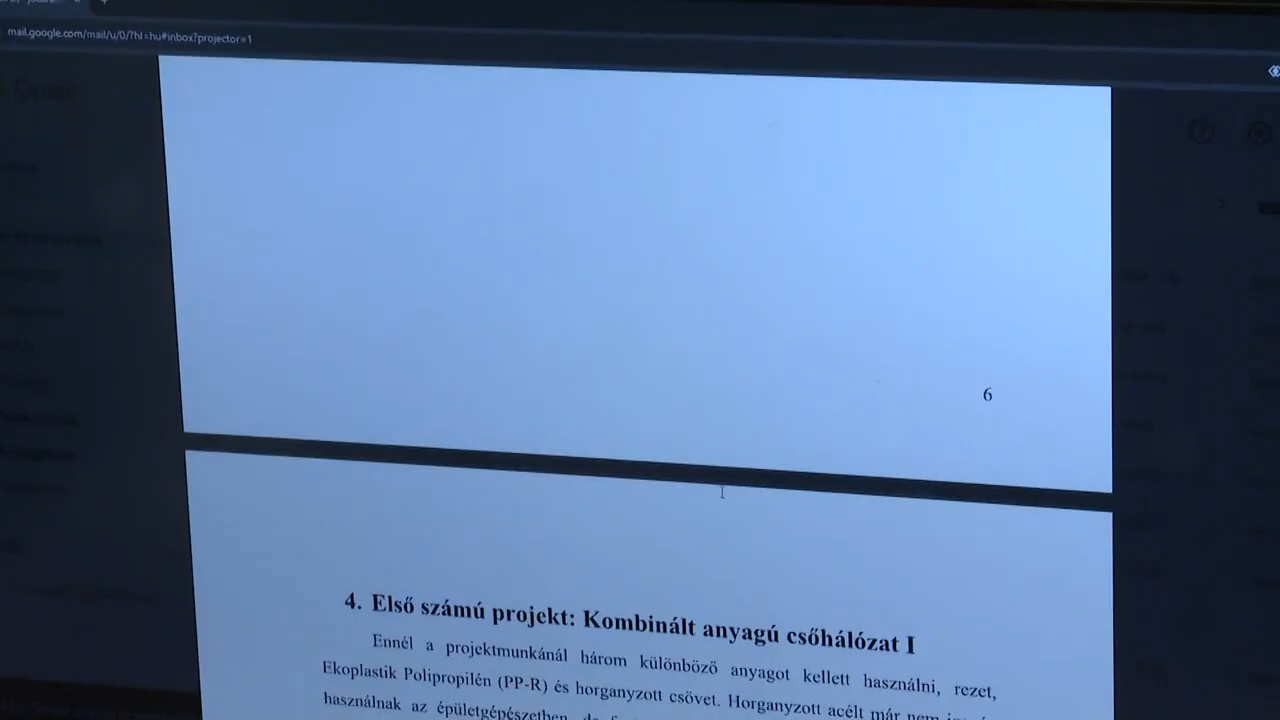 mail.google.com/mail/u/0/?hl=hu#inbox?projector=1
6
4. Első számú projekt: Kombinált anyagú csőhálózat I
Ennél a projektmunkánál három különböző anyagot kellett használni, rezet,
Ekoplastik Polipropilén (PP-R) és horganyzott csövet. Horganyzott acélt már nem
használnak az épületgépészetben, de